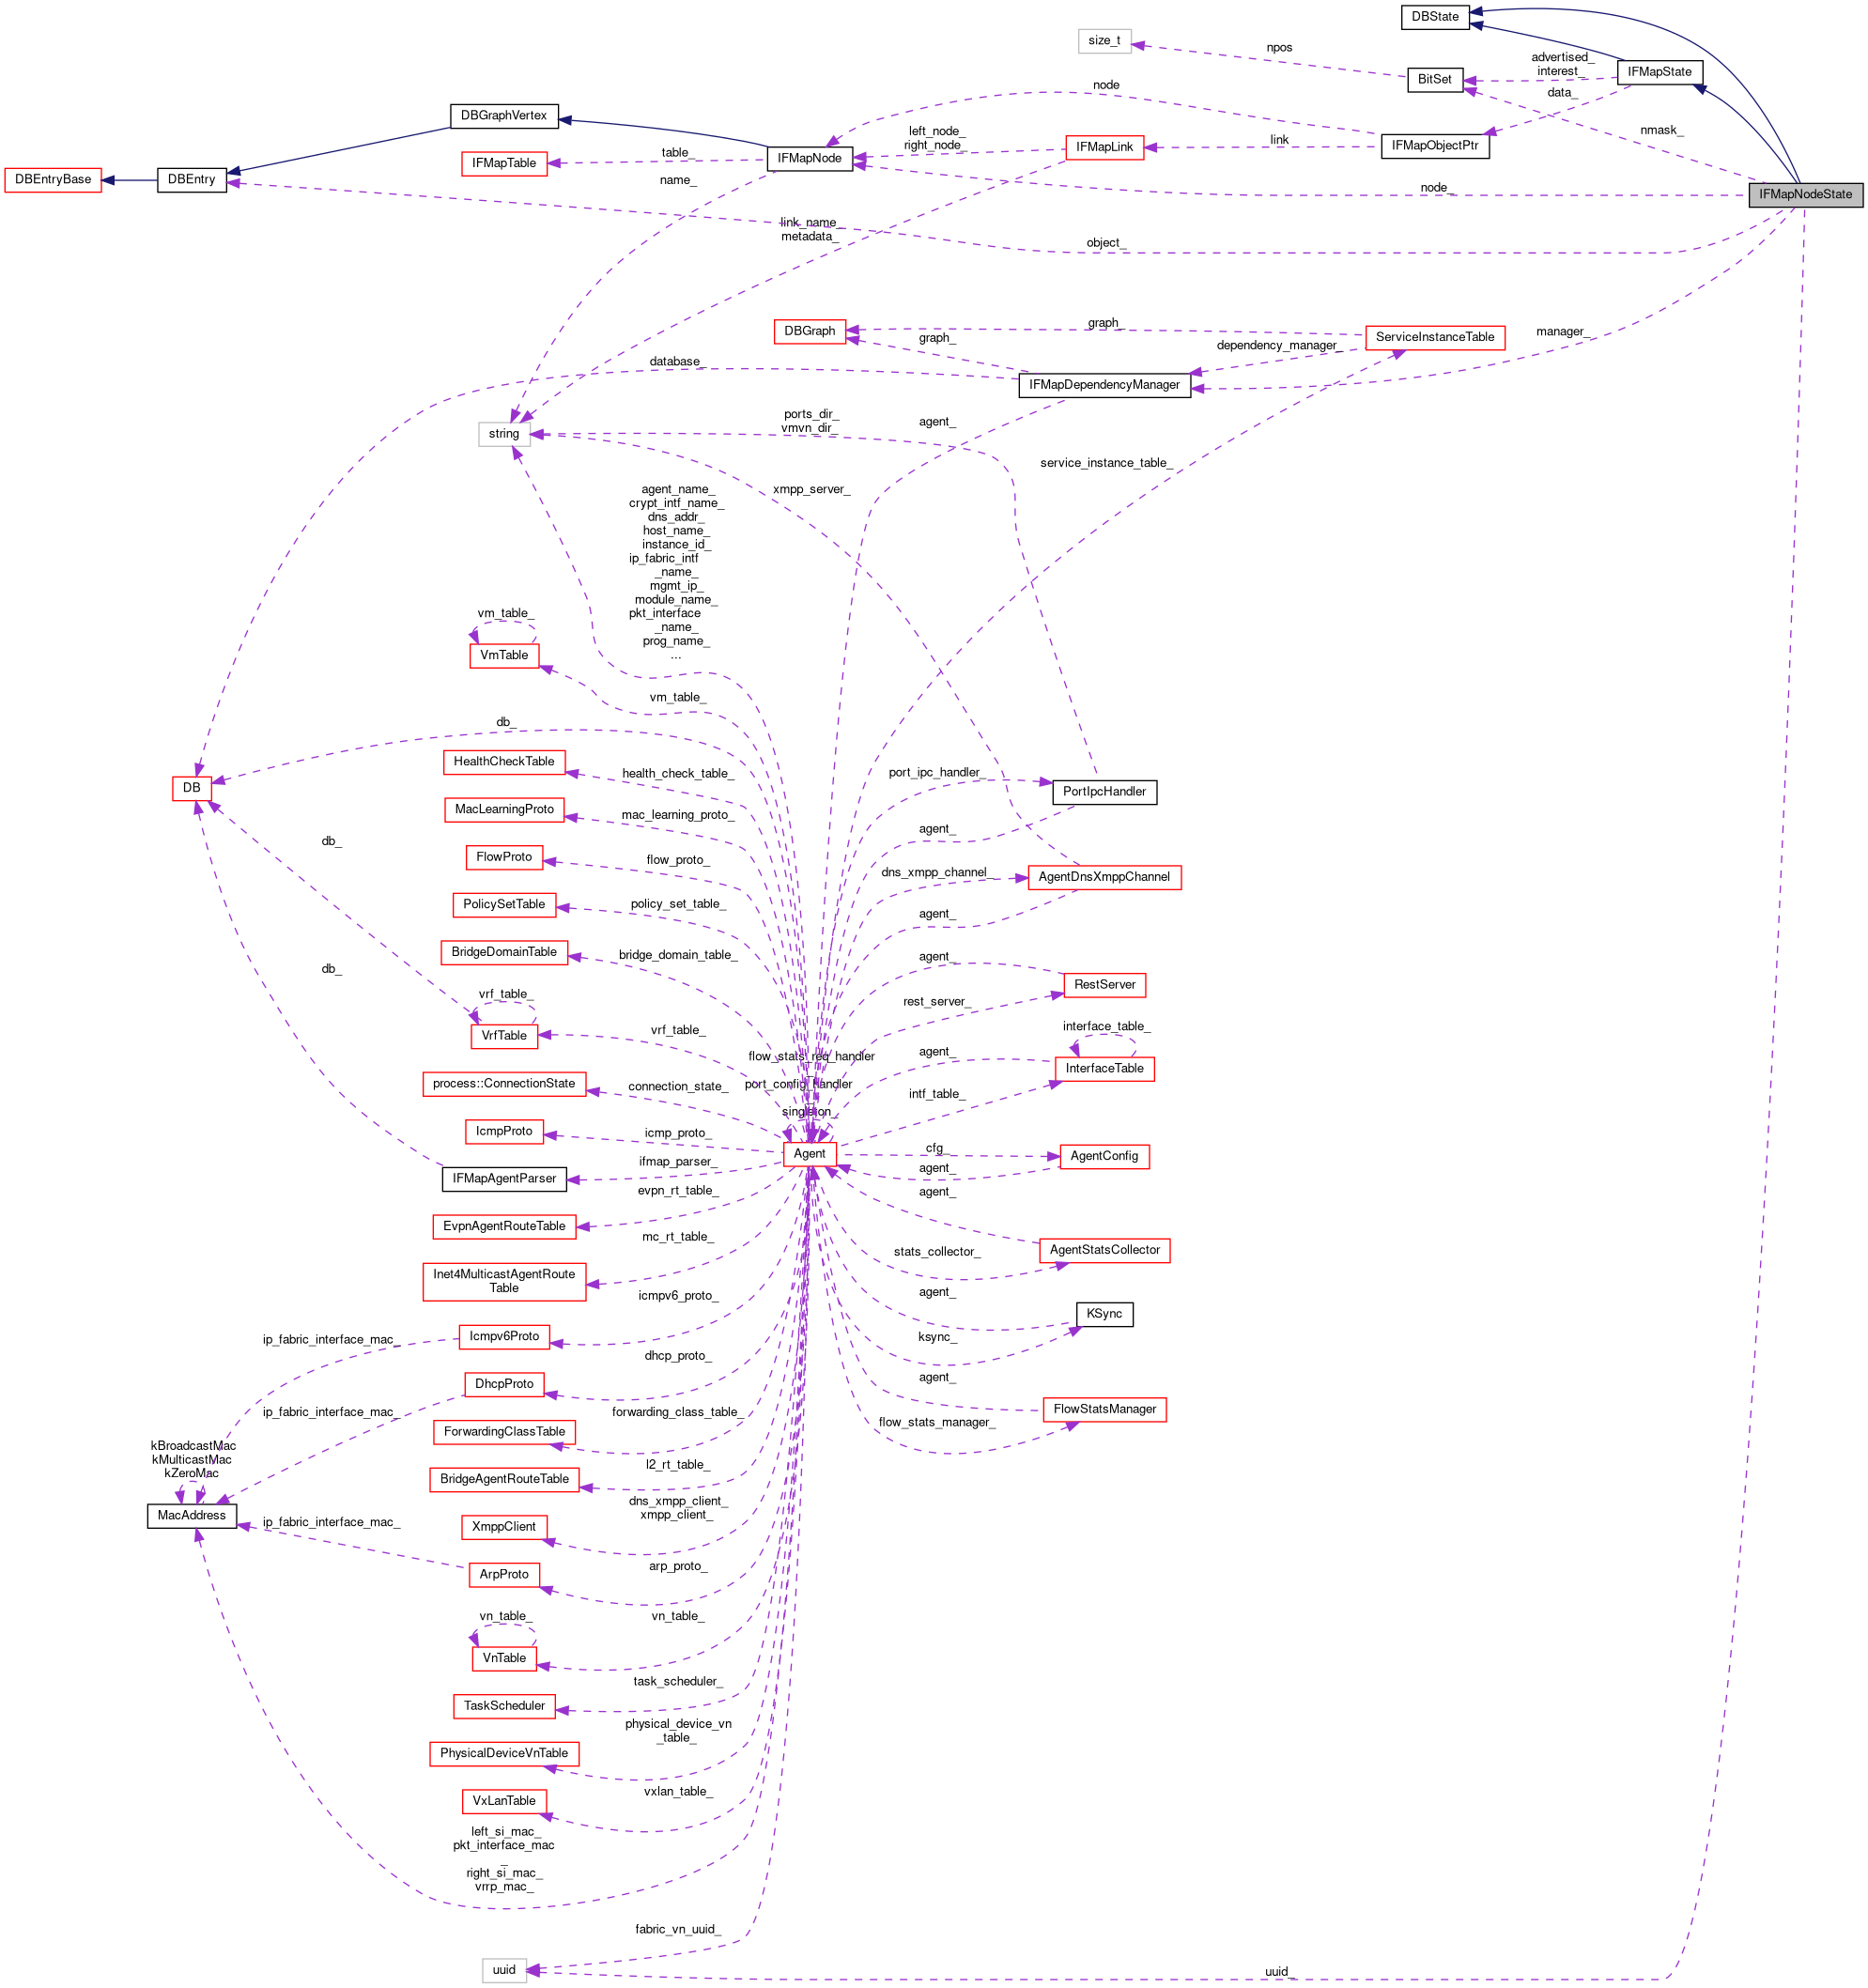 DBState
size_t
npos
advertised_
interest_
IFMapState
BitSet
data_
node
DBGraphVertex
nmask_
left_node_
right_node_
IFMapLink
link
IFMapObjectPtr
table_
IFMapTable
IFMapNode
DBEntryBase
DBEntry
name_
node_
IFMapNodeState
link_name_
metadata_
object_
DBGraph
graph_
graph_
ServiceInstanceTable
manager_
dependency_manager_
database_
IFMapDependencyManager
ports_dir_
vmvn_dir_
agent_
string
service_instance_table_
xmpp_server_
agent_name_
crypt_intf_name_
dns_addr_
host_name_
instance_id_
ip_fabric_intf
_name_
mgmt_ip_
module_name_
pkt_interface
_name_
prog_name_
...
vm_table_
VmTable
vm_table_
db_
HealthCheckTable
health_check_table_
port_ipc_handler_
DB
PortIpcHandler
MacLearningProto
mac_learning_proto_
agent_
db_
FlowProto
flow_proto_
dns_xmpp_channel_
AgentDnsXmppChannel
PolicySetTable
policy_set_table_
agent_
BridgeDomainTable
bridge_domain_table_
agent_
db_
RestServer
vrf_table_
rest_server_
VrfTable
vrf_table_
interface_table_
flow_stats_req_handler
agent_
InterfaceTable
process::ConnectionState
connection_state_
port_config_handler
intf_table_
singleton_
IcmpProto
icmp_proto_
Agent
cfg_
AgentConfig
ifmap_parser_
agent_
IFMapAgentParser
evpn_rt_table_
agent_
EvpnAgentRouteTable
mc_rt_table_
stats_collector_
AgentStatsCollector
Inet4MulticastAgentRoute
Table
icmpv6_proto_
agent_
KSync
ip_fabric_interface_mac_
Icmpv6Proto
ksync_
dhcp_proto_
agent_
DhcpProto
ip_fabric_interface_mac_
forwarding_class_table_
FlowStatsManager
flow_stats_manager_
ForwardingClassTable
kBroadcastMac
kMulticastMac
kZeroMac
l2_rt_table_
BridgeAgentRouteTable
MacAddress
dns_xmpp_client_
xmpp_client_
ip_fabric_interface_mac_
XmppClient
arp_proto_
ArpProto
vn_table_
vn_table_
VnTable
task_scheduler_
TaskScheduler
physical_device_vn
_table_
PhysicalDeviceVnTable
vxlan_table_
VxLanTable
left_si_mac_
pkt_interface_mac
_
right_si_mac_
vrrp_mac_
fabric_vn_uuid_
uuid
uuid_